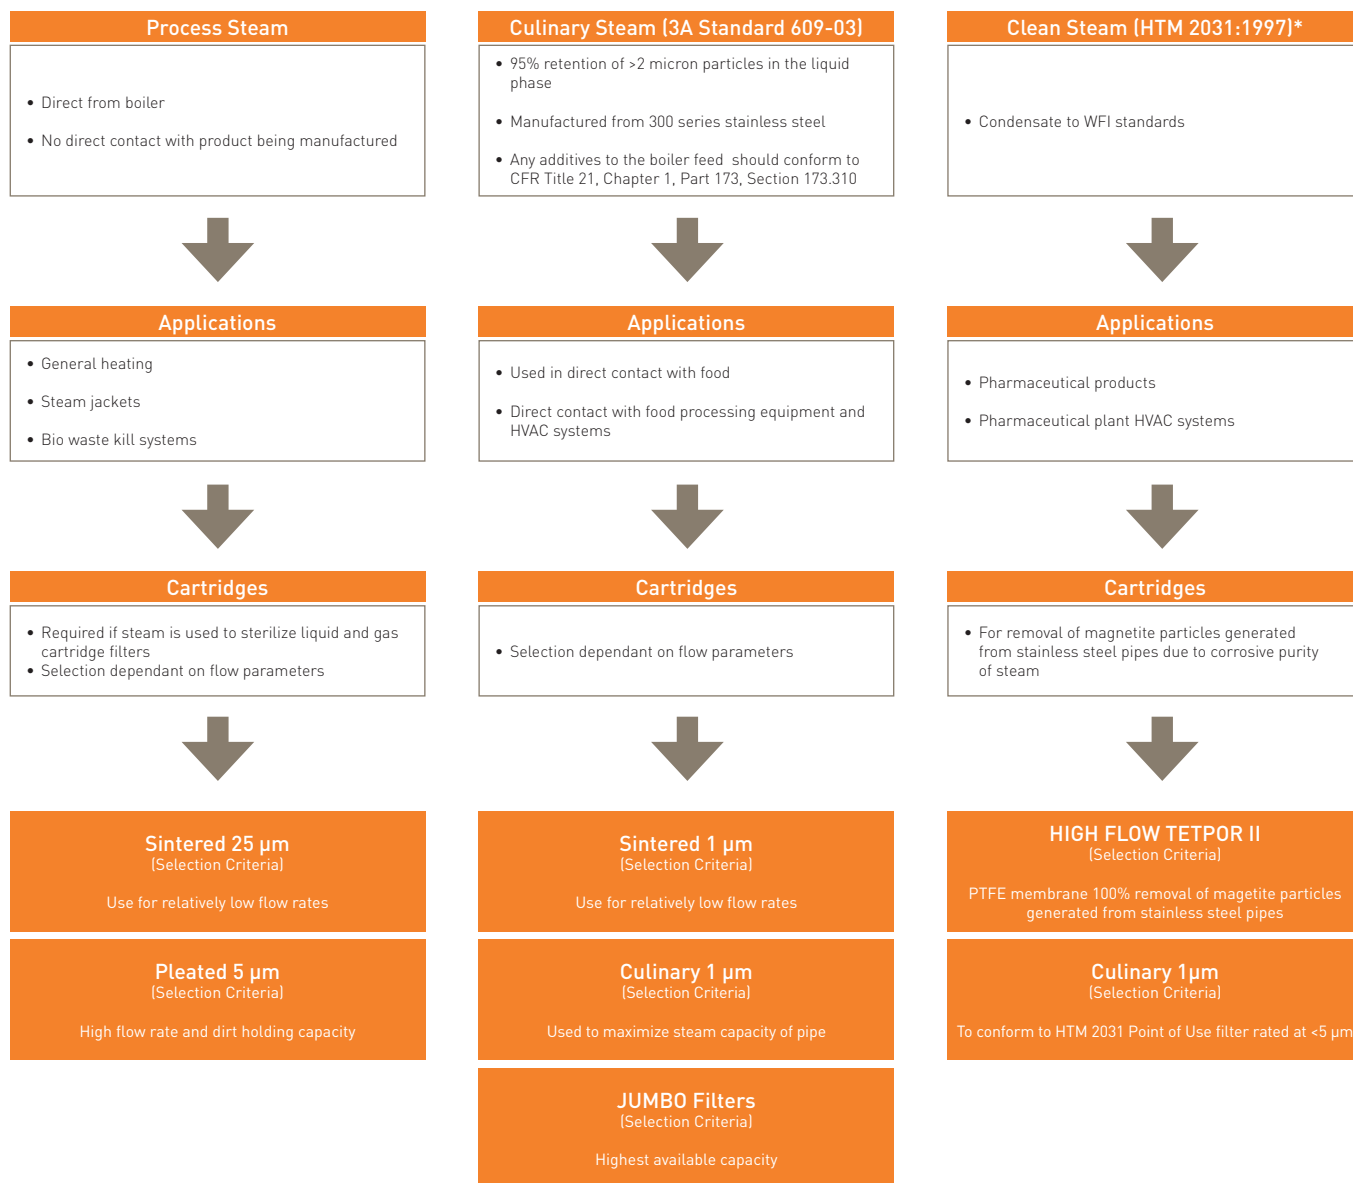 Process Steam
• Direct from boiler
• No direct contact with product being manufactured
Applications
• General heating
• Steam jackets
• Bio waste kill systems
Cartridges
• Required if steam is used to sterilize liquid and gas
cartridge filters
• Selection dependant on flow parameters
Sintered 25 µm
(Selection Criteria)
Use for relatively low flow rates
Pleated 5 µm
(Selection Criteria)
High flow rate and dirt holding capacity
Culinary Steam (3A Standard 609-03)
• 95% retention of >2 micron particles in the liquid
phase
• Manufactured from 300 series stainless steel
• Any additives to the boiler feed should conform to
CFR Title 21, Chapter 1, Part 173, Section 173.310
Applications
• Used in direct contact with food
• Direct contact with food processing equipment and
HVAC systems
Cartridges
• Selection dependant on flow parameters
Sintered 1 µm
(Selection Criteria)
Use for relatively low flow rates
Culinary 1 µm
(Selection Criteria)
Used to maximize steam capacity of pipe
JUMBO Filters
(Selection Criteria)
Highest available capacity
Clean Steam (HTM 2031:1997)*
• Condensate to WFI standards
Applications
• Pharmaceutical products
• Pharmaceutical plant HVAC systems
Cartridges
• For removal of magnetite particles generated
from stainless steel pipes due to corrosive purity
of steam
HIGH FLOW TETPOR II
(Selection Criteria)
PTFE membrane 100% removal of magetite particles
generated from stainless steel pipes
Culinary 1µm
(Selection Criteria)
To conform to HTM 2031 Point of Use filter rated at <5 µm